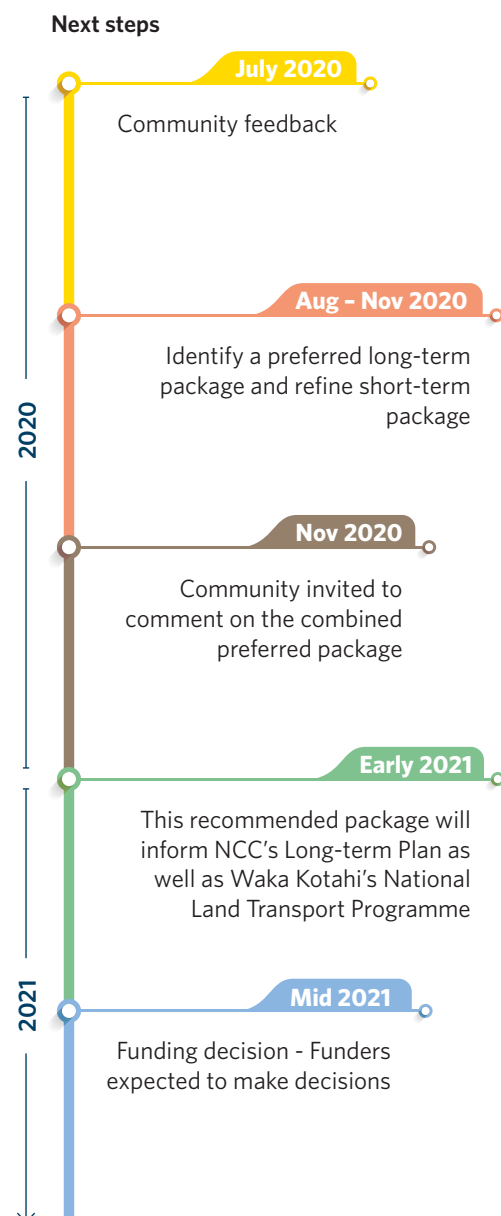 Next steps
July 2020
Community feedback
Aug – Nov 2020
Identify a preferred long-term
package and refine short-term
package
2020
Nov 2020
Community invited to
comment on the combined
preferred package
Early 2021
This recommended package will
inform NCC’s Long-term Plan as
well as Waka Kotahi’s National
Land Transport Programme
2021
Mid 2021
Funding decision - Funders
expected to make decisions